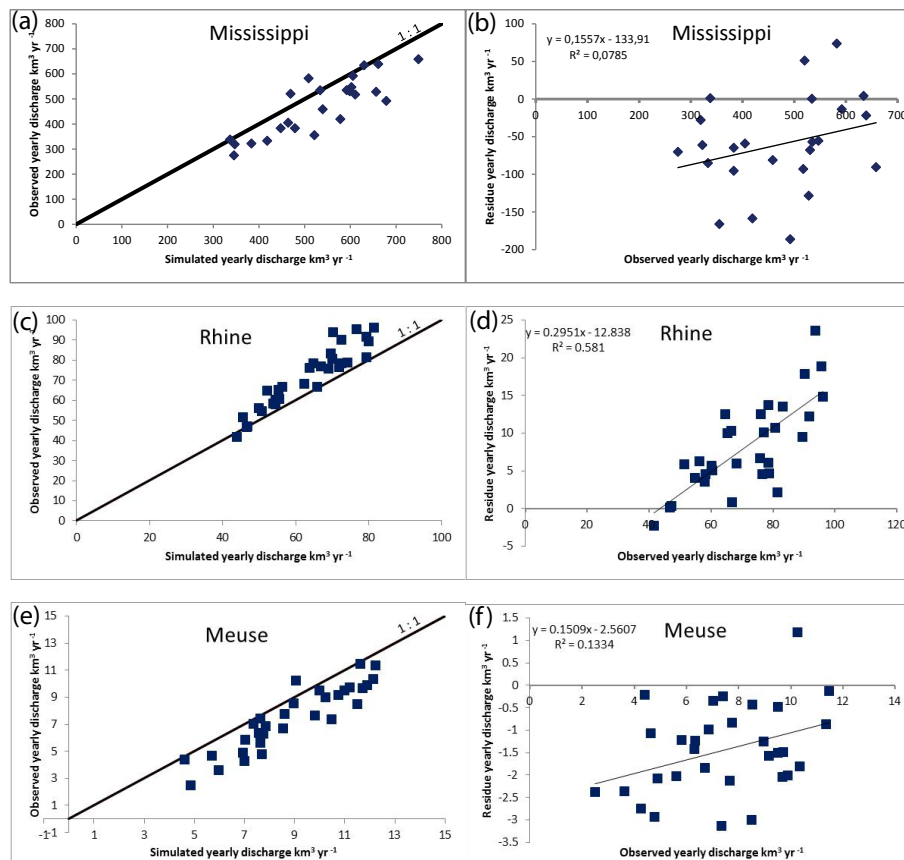 (a)
Mississippi
1 : 1
Observed yearly discharge km³ yr⁻¹
800
700
600
500
400
300
200
100
0
0 100 200 300 400 500 600 700 800
Simulated yearly discharge km³ yr⁻¹
(b)
Mississippi
y = 0,1557x - 133,91
R² = 0,0785
Residue yearly discharge km³ yr⁻¹
100
50
0
-50
-100
-150
-200
0 100 200 300 400 500 600 700 800
Observed yearly discharge km³ yr⁻¹
(c)
Rhine
1 : 1
Observed yearly discharge km³ yr⁻¹
100
90
80
70
60
50
40
30
20
10
0
0 20 40 60 80 100
Simulated yearly discharge km³ yr⁻¹
(d)
Rhine
y = 0.2951x - 12.838
R² = 0.581
Residue yearly discharge km³ yr⁻¹
25
20
15
10
5
0
-5
0 20 40 60 80 100 120
Observed yearly discharge km³ yr⁻¹
(e)
Meuse
1 : 1
Observed yearly discharge km³ yr⁻¹
15
13
11
9
7
5
3
1
-1 -1 1 3 5 7 9 11 13 15
Simulated yearly discharge km³ yr⁻¹
(f)
Meuse
y = 0.1509x - 2.5607
R² = 0.1334
Residue yearly discharge km³ yr⁻¹
1.5
1
0.5
0
-0.5
-1
-1.5
-2
-2.5
-3
-3.5
0 2 4 6 8 10 12
Observed yearly discharge km³ yr⁻¹